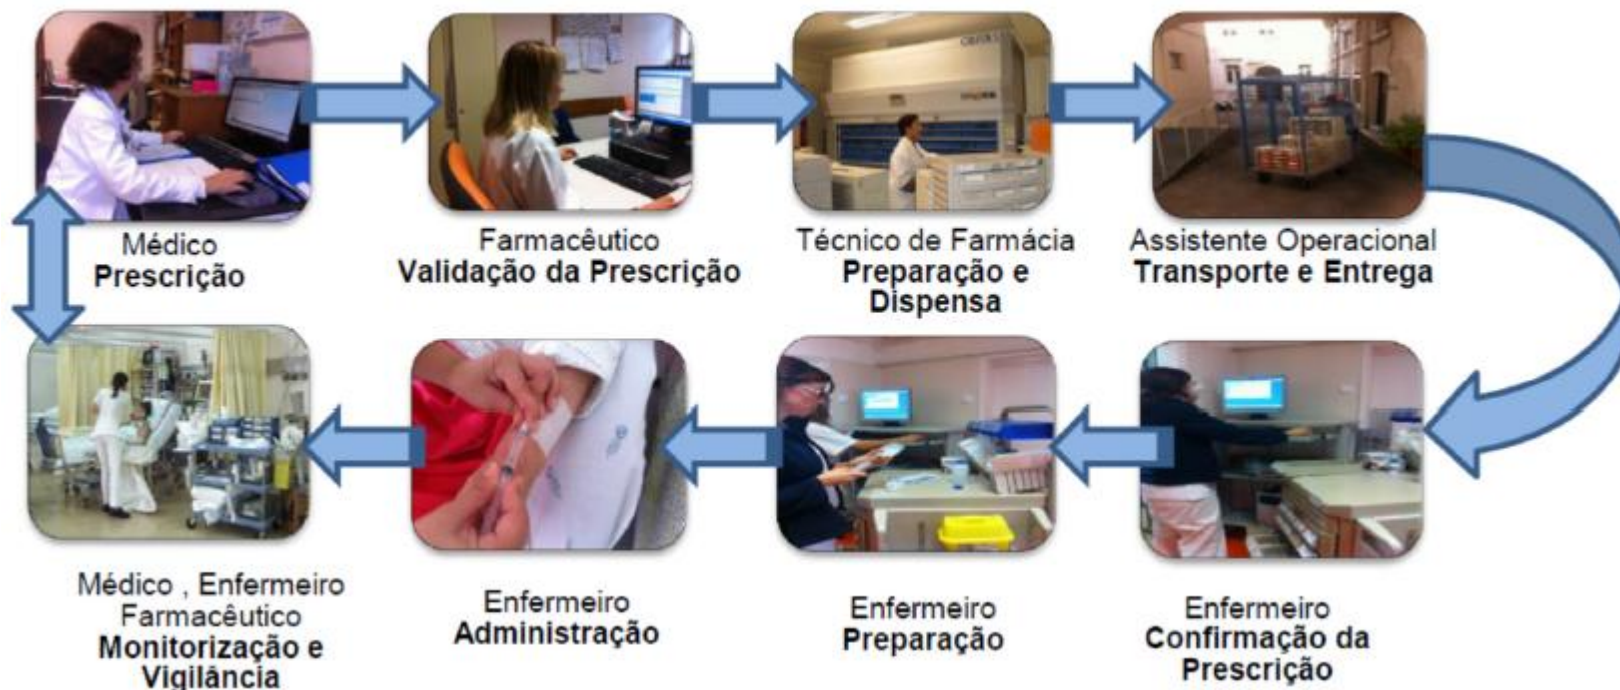 Médico
Prescrição
Farmacêutico
Validação da Prescrição
Técnico de Farmácia
Preparação e
Dispensa
Assistente Operacional
Transporte e Entrega
Médico , Enfermeiro
Farmacêutico
Monitorização e
Vigilância
Enfermeiro
Administração
Enfermeiro
Preparação
Enfermeiro
Confirmação da
Prescrição